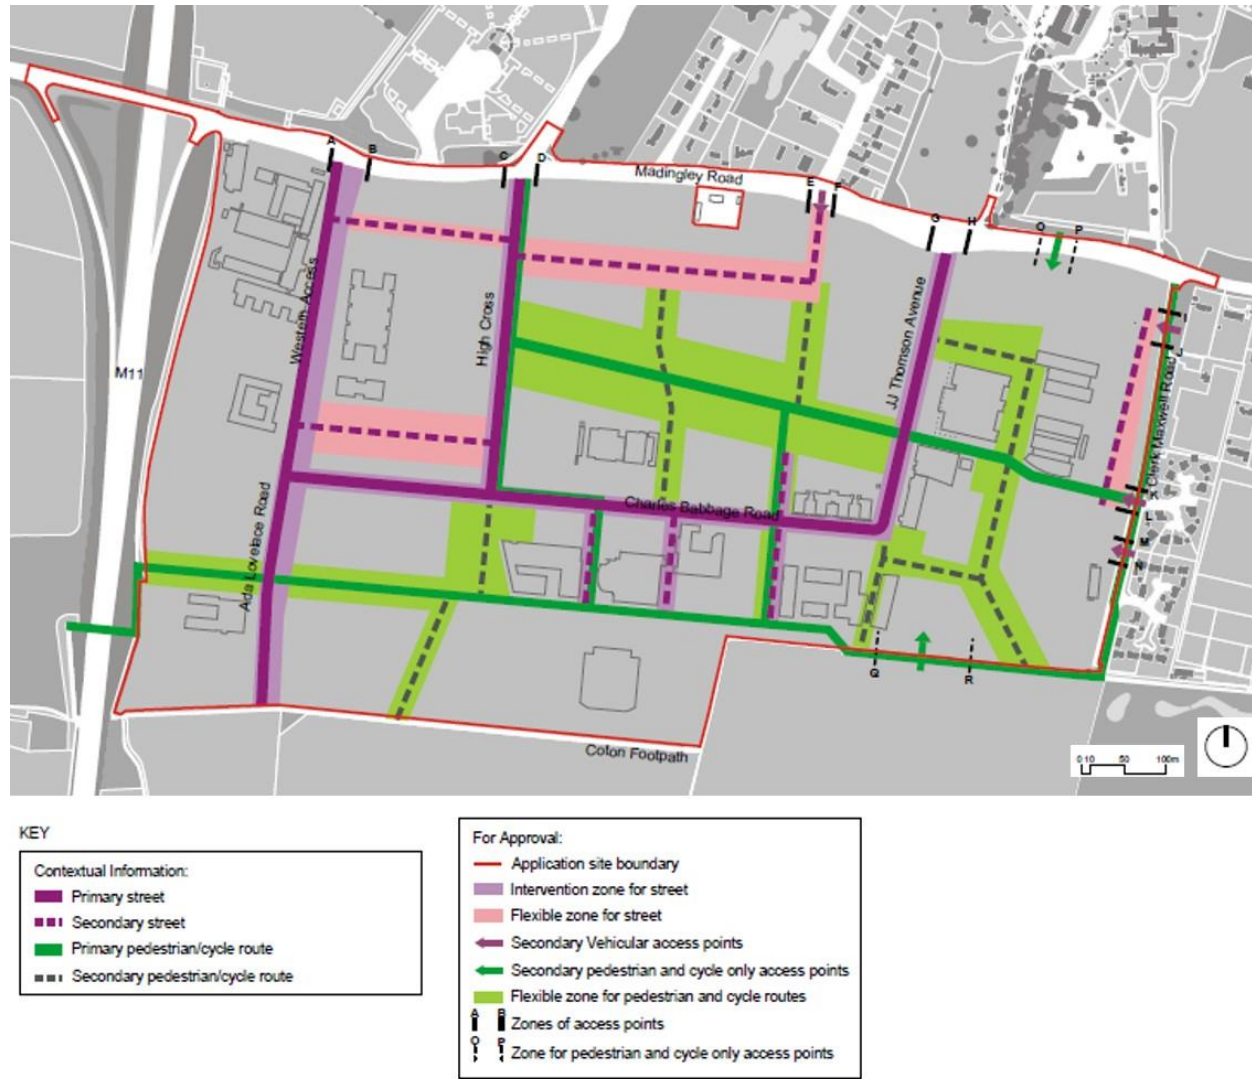 A
B
C
D
Madingley Road
E
F
G
H
O
P
Western Access
High Cross
JJ Thomson Avenue
I
J
M11
Clerk Maxwell Road
K
L
Charles Babbage Road
M
N
Ada Lovelace Road
Q
R
Coton Footpath
0 10 50 100m
KEY
Contextual Information:
Primary street
Secondary street
Primary pedestrian/cycle route
Secondary pedestrian/cycle route
For Approval:
Application site boundary
Intervention zone for street
Flexible zone for street
Secondary Vehicular access points
Secondary pedestrian and cycle only access points
Flexible zone for pedestrian and cycle routes
A B Zones of access points
O P Zone for pedestrian and cycle only access points